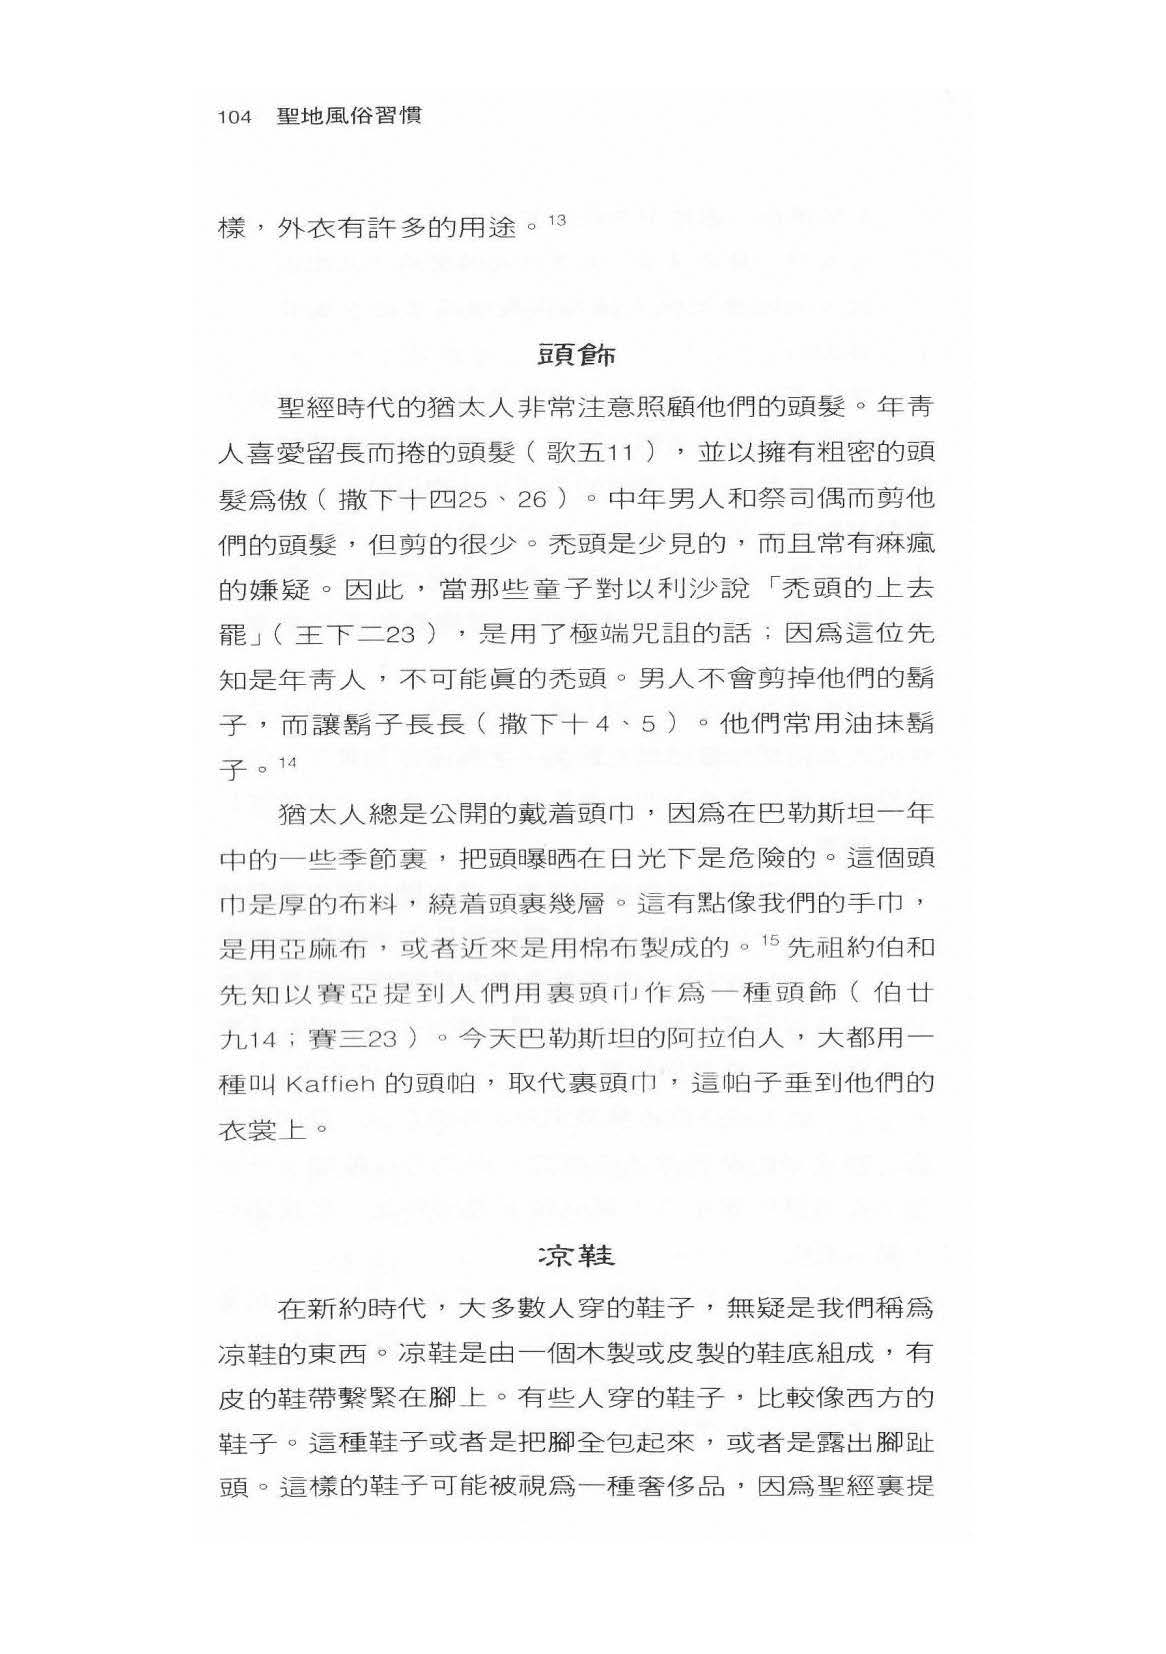 104 聖地風俗習慣
樣，外衣有許多的用途。13
頭飾
聖經時代的猶太人非常注意照顧他們的頭髮。年靑
人喜愛留長而捲的頭髮（歌五11），並以擁有粗密的頭
髮爲傲（撒下十四25、26）。中年男人和祭司偶而剪他
們的頭髮，但剪的很少。禿頭是少見的，而且常有痳瘋
的嫌疑。因此，當那些童子對以利沙說「禿頭的上去
罷」（王下二23），是用了極端咒詛的話；因爲這位先
知是年靑人，不可能眞的禿頭。男人不會剪掉他們的鬍
子，而讓鬍子長長（撒下十4、5）。他們常用油抹鬍
子。14
猶太人總是公開的戴着頭巾，因爲在巴勒斯坦一年
中的一些季節裏，把頭曝晒在日光下是危險的。這個頭
巾是厚的布料，繞着頭裹幾層。這有點像我們的手巾，
是用亞麻布，或者近來是用棉布製成的。15先祖約伯和
先知以賽亞提到人們用裹頭巾作爲一種頭飾（伯廿
九14；賽三23）。今天巴勒斯坦的阿拉伯人，大都用一
種叫 Kaffieh 的頭帕，取代裹頭巾，這帕子垂到他們的
衣裳上。
凉鞋
在新約時代，大多數人穿的鞋子，無疑是我們稱爲
凉鞋的東西。凉鞋是由一個木製或皮製的鞋底組成，有
皮的鞋帶繫緊在腳上。有些人穿的鞋子，比較像西方的
鞋子。這種鞋子或者是把腳全包起來，或者是露出腳趾
頭。這樣的鞋子可能被視爲一種奢侈品，因爲聖經裏提